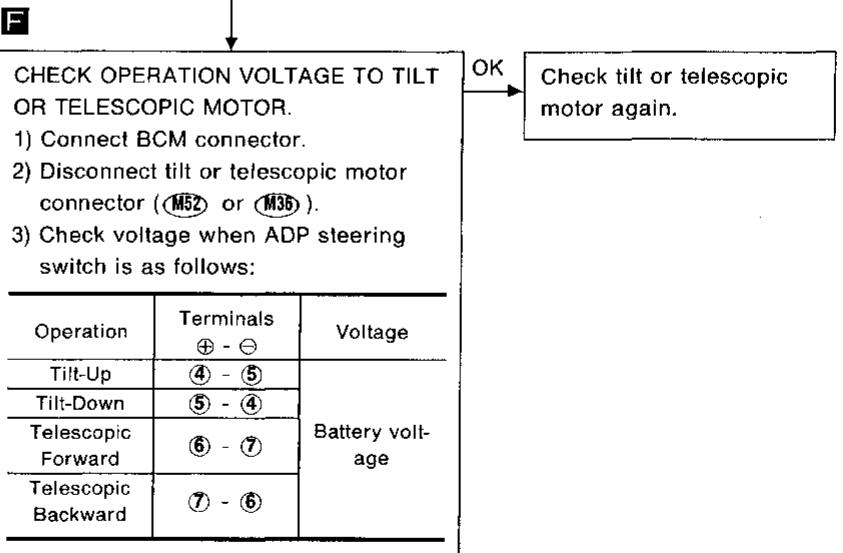 F
CHECK OPERATION VOLTAGE TO TILT
OR TELESCOPIC MOTOR.
1) Connect BCM connector.
2) Disconnect tilt or telescopic motor
connector ( M52 or M36 ).
3) Check voltage when ADP steering
switch is as follows:
Operation Terminals ⊕ - ⊖ Voltage
Tilt-Up ④ - ⑤
Tilt-Down ⑤ - ④
Telescopic
Forward ⑥ - ⑦
Telescopic
Backward ⑦ - ⑥
Battery volt-
age
OK
Check tilt or telescopic
motor again.